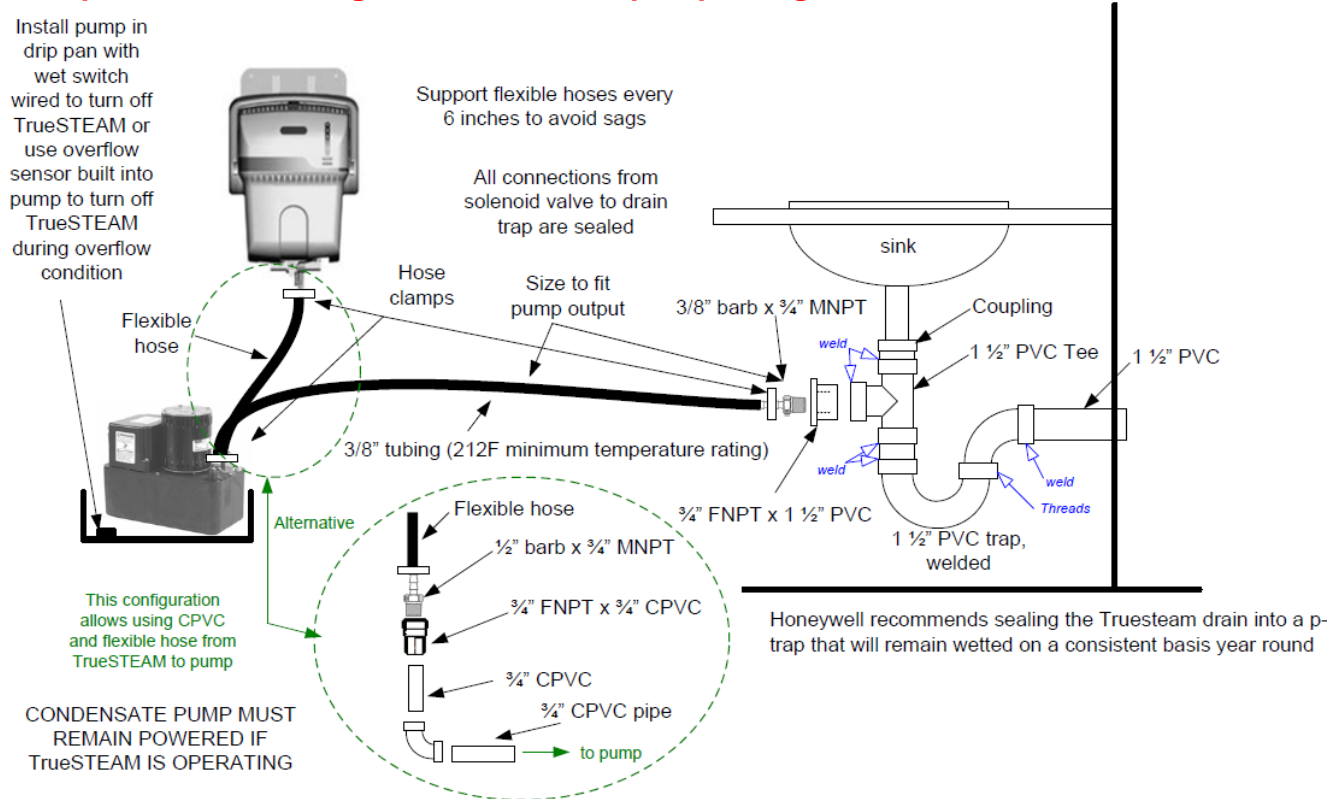 Install pump in
drip pan with
wet switch
wired to turn off
TrueSTEAM or
use overflow
sensor built into
pump to turn off
TrueSTEAM
during overflow
condition
Support flexible hoses every
6 inches to avoid sags
All connections from
solenoid valve to drain
trap are sealed
sink
Hose
clamps
Size to fit
pump output
3/8” barb x ¾” MNPT
Coupling
Flexible
hose
weld
1 ½” PVC Tee
1 ½” PVC
3/8” tubing (212F minimum temperature rating)
weld
weld
Threads
¾” FNPT x 1 ½” PVC
1 ½” PVC trap,
welded
Alternative
Flexible hose
½” barb x ¾” MNPT
¾” FNPT x ¾” CPVC
¾” CPVC
¾” CPVC pipe
to pump
This configuration
allows using CPVC
and flexible hose from
TrueSTEAM to pump
Honeywell recommends sealing the Truesteam drain into a p-
trap that will remain wetted on a consistent basis year round
CONDENSATE PUMP MUST
REMAIN POWERED IF
TrueSTEAM IS OPERATING